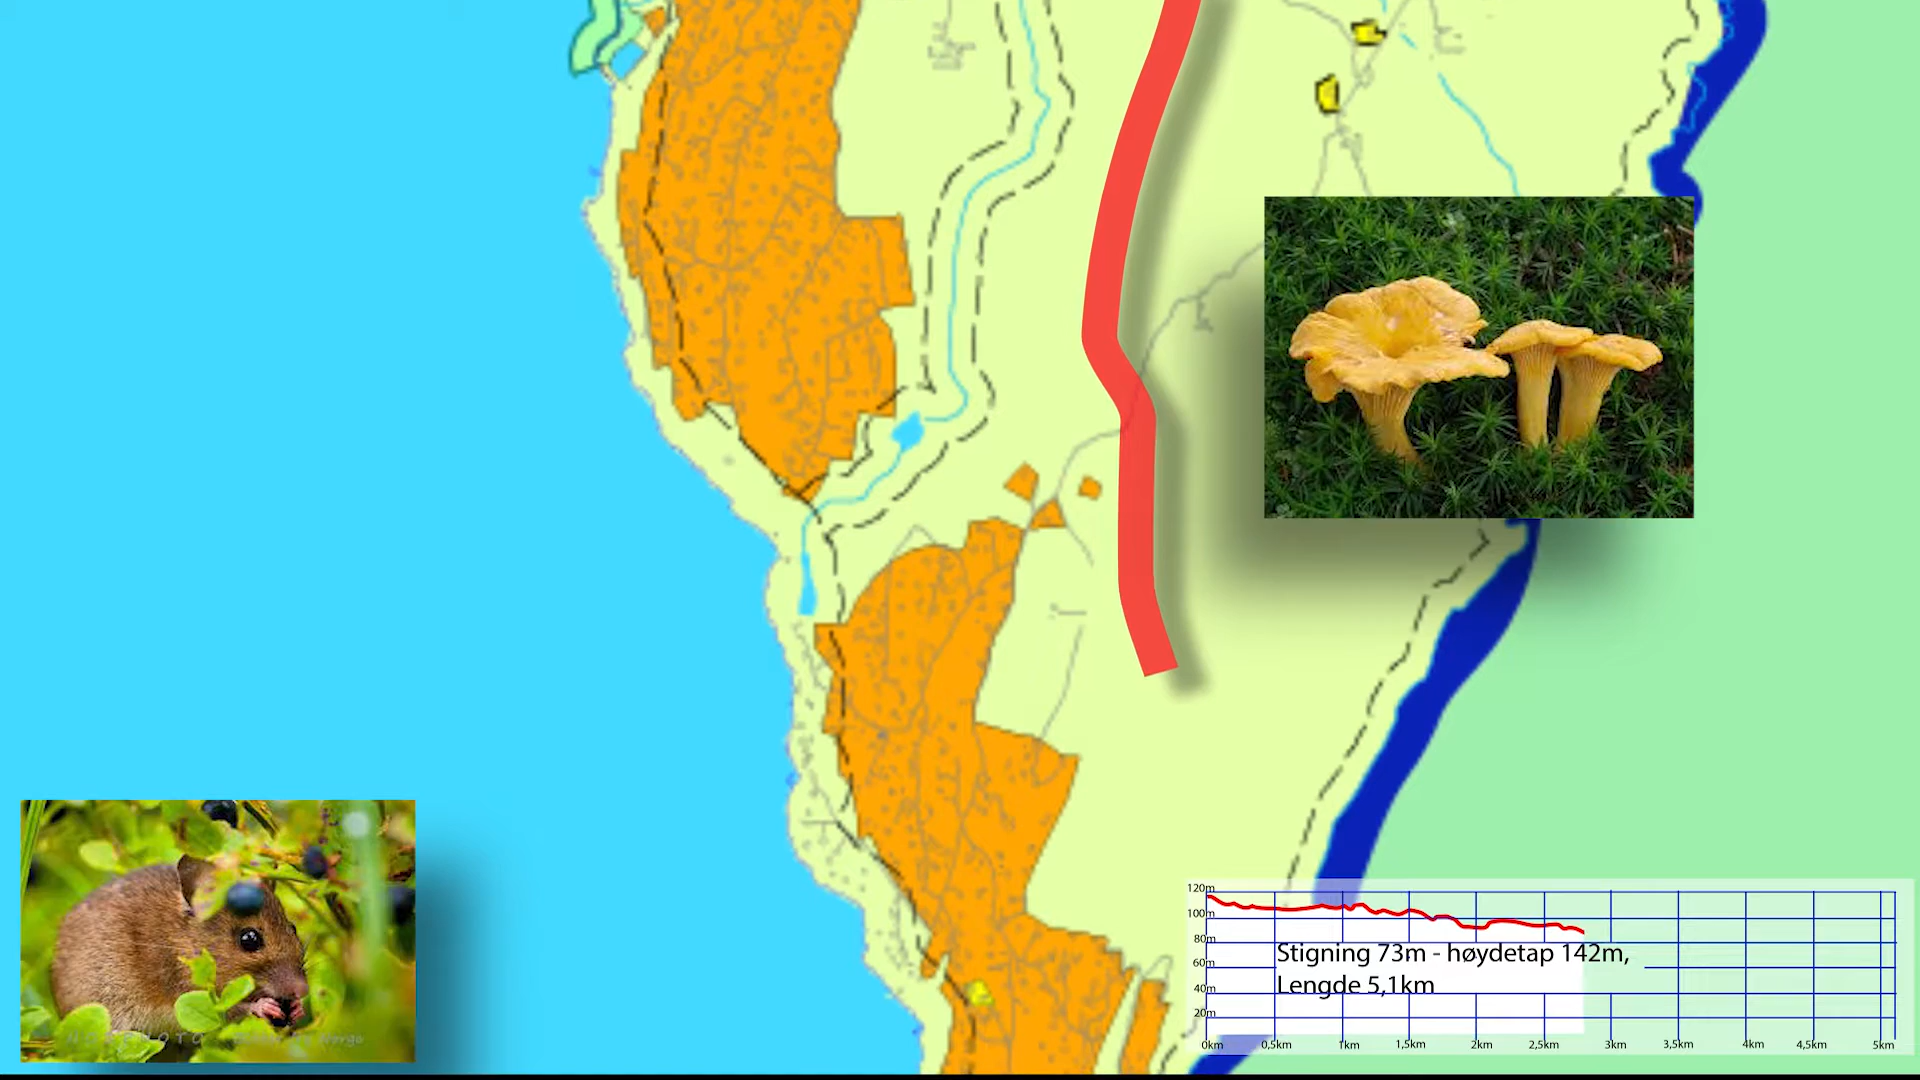 120m
100m
80m
60m
40m
20m
Stigning 73m - høydetap 142m,
Lengde 5,1km
0km 0,5km 1km 1,5km 2km 2,5km 3km 3,5km 4km 4,5km 5km